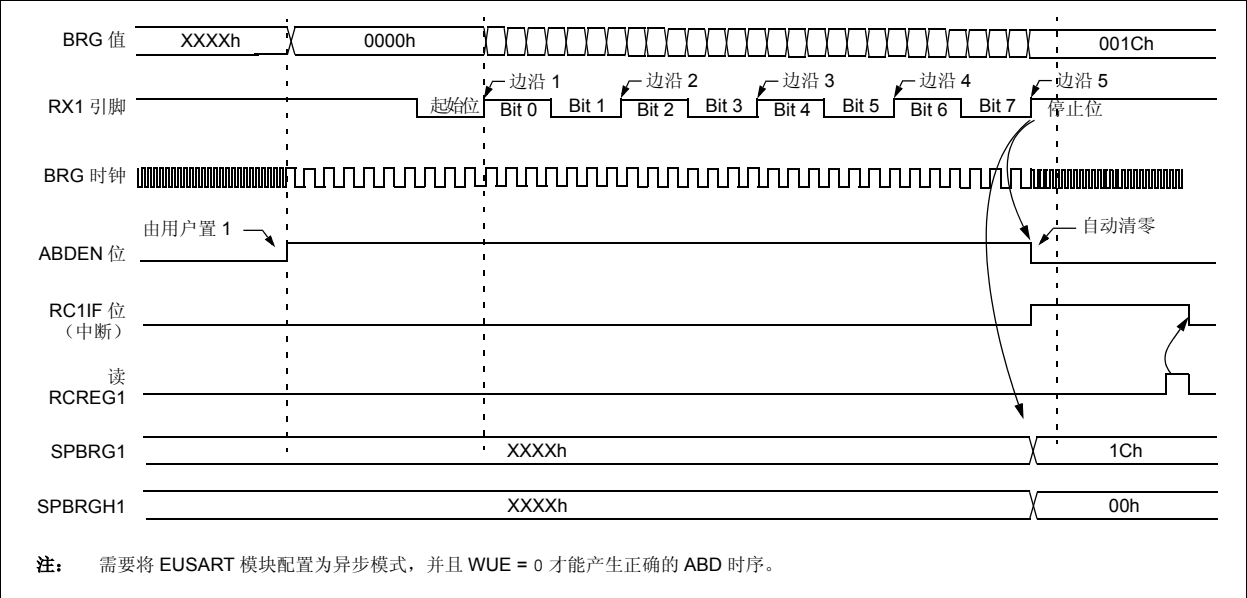 BRG 值 XXXXh 0000h 001Ch
边沿 1 边沿 2 边沿 3 边沿 4 边沿 5
RX1 引脚 起始位 Bit 0 Bit 1 Bit 2 Bit 3 Bit 4 Bit 5 Bit 6 Bit 7 停止位
BRG 时钟
由用户置 1 自动清零
ABDEN 位
RC1IF 位
（中断）
读
RCREG1
SPBRG1 XXXXh 1Ch
SPBRGH1 XXXXh 00h
注： 需要将 EUSART 模块配置为异步模式，并且 WUE = 0 才能产生正确的 ABD 时序。